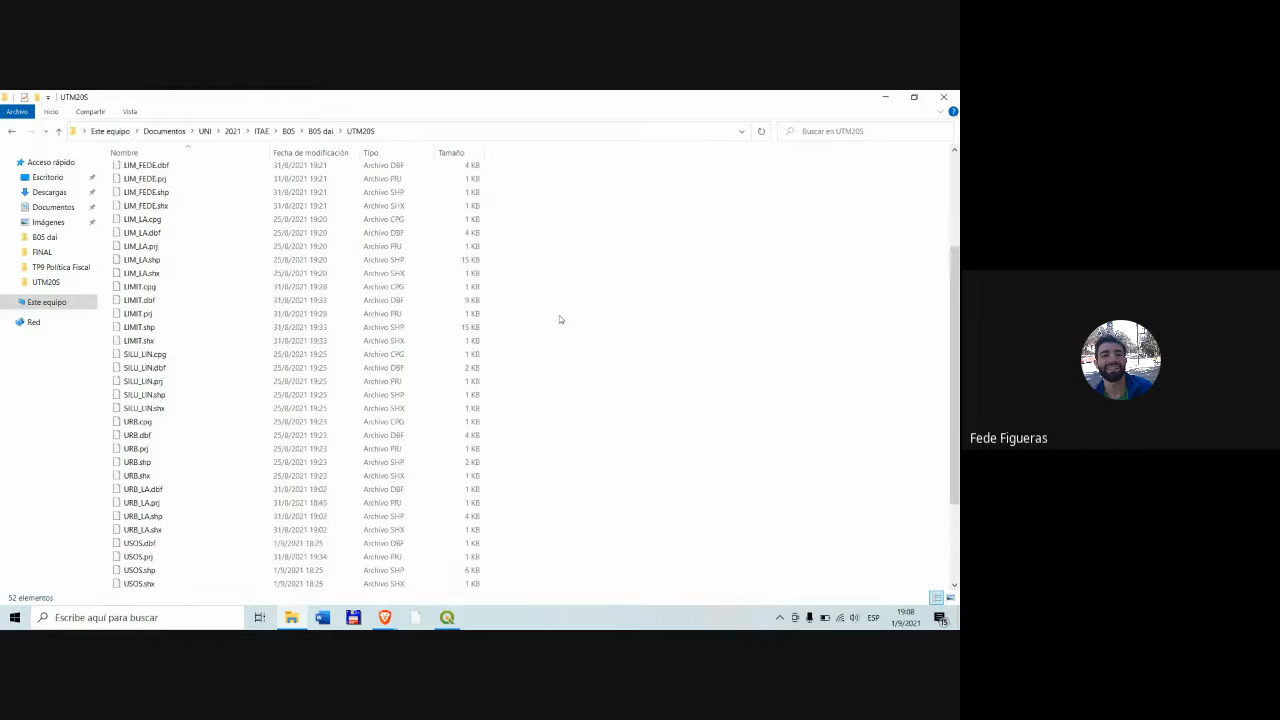 UTM20S
Archivo Inicio Compartir Vista
Este equipo > Documentos > UNI > 2021 > ITAE > B05 > B05 dai > UTM20S
Buscar en UTM20S
Nombre Fecha de modificación Tipo Tamaño
Acceso rápido
Escritorio
Descargas
Documentos
Imágenes
B05 dai
FINAL
TP9 Política Fiscal
UTM20S
Este equipo
Red
LIM_FEDE.dbf 31/8/2021 19:21 Archivo DBF 4 KB
LIM_FEDE.prj 31/8/2021 19:21 Archivo PRJ 1 KB
LIM_FEDE.shp 31/8/2021 19:21 Archivo SHP 1 KB
LIM_FEDE.shx 31/8/2021 19:21 Archivo SHX 1 KB
LIM_LA.cpg 25/8/2021 19:20 Archivo CPG 1 KB
LIM_LA.dbf 25/8/2021 19:20 Archivo DBF 4 KB
LIM_LA.prj 25/8/2021 19:20 Archivo PRJ 1 KB
LIM_LA.shp 25/8/2021 19:20 Archivo SHP 15 KB
LIM_LA.shx 25/8/2021 19:20 Archivo SHX 1 KB
LIMIT.cpg 25/8/2021 19:28 Archivo CPG 1 KB
LIMIT.dbf 25/8/2021 19:33 Archivo DBF 9 KB
LIMIT.prj 25/8/2021 19:28 Archivo PRJ 1 KB
LIMIT.shp 25/8/2021 19:33 Archivo SHP 15 KB
LIMIT.shx 25/8/2021 19:33 Archivo SHX 1 KB
SILU_LIN.cpg 25/8/2021 19:25 Archivo CPG 1 KB
SILU_LIN.dbf 25/8/2021 19:25 Archivo DBF 2 KB
SILU_LIN.prj 25/8/2021 19:25 Archivo PRJ 1 KB
SILU_LIN.shp 25/8/2021 19:25 Archivo SHP 1 KB
SILU_LIN.shx 25/8/2021 19:25 Archivo SHX 1 KB
URB.cpg 25/8/2021 19:23 Archivo CPG 1 KB
URB.dbf 25/8/2021 19:23 Archivo DBF 4 KB
URB.prj 25/8/2021 19:23 Archivo PRJ 1 KB
URB.shp 25/8/2021 19:23 Archivo SHP 2 KB
URB.shx 25/8/2021 19:23 Archivo SHX 1 KB
URB_LA.dbf 31/8/2021 19:02 Archivo DBF 1 KB
URB_LA.prj 31/8/2021 18:45 Archivo PRJ 1 KB
URB_LA.shp 31/8/2021 19:02 Archivo SHP 4 KB
URB_LA.shx 31/8/2021 19:02 Archivo SHX 1 KB
USOS.dbf 1/9/2021 18:25 Archivo DBF 1 KB
USOS.prj 31/8/2021 19:34 Archivo PRJ 1 KB
USOS.shp 1/9/2021 18:25 Archivo SHP 6 KB
USOS.shx 1/9/2021 18:25 Archivo SHX 1 KB
52 elementos
Escribe aquí para buscar
ESP
19:08
1/9/2021
15
Fede Figueras